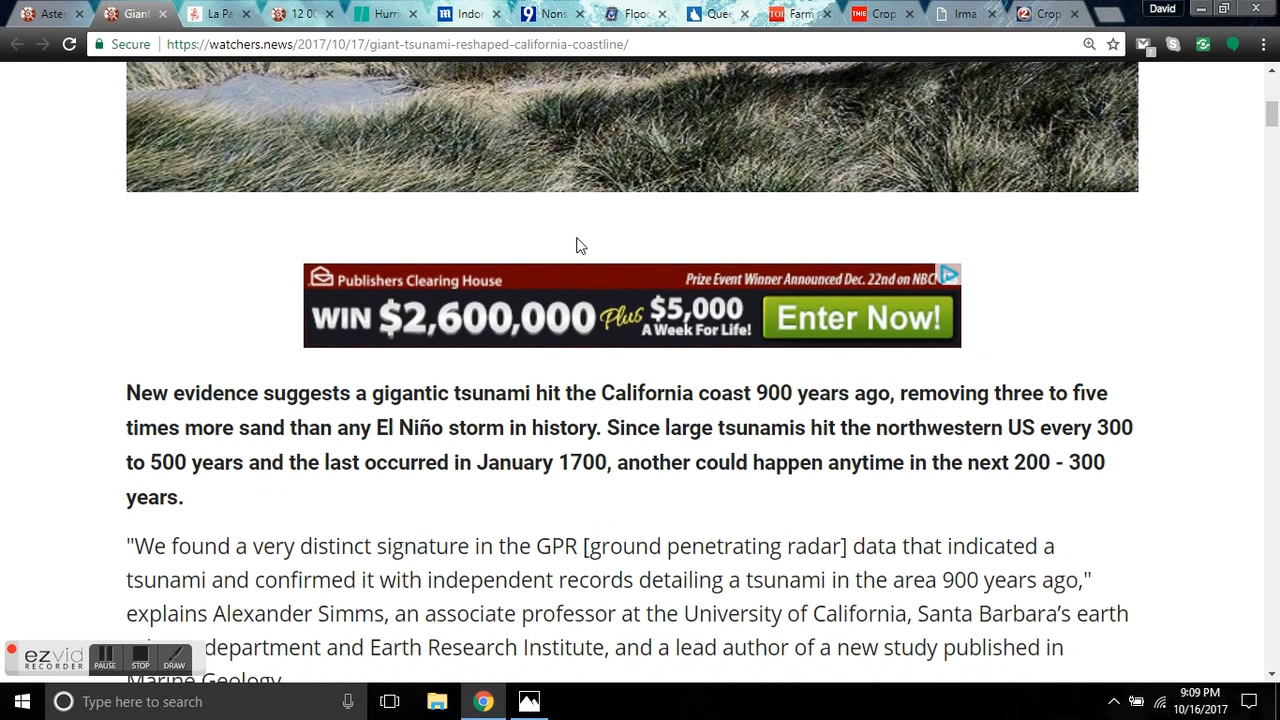 Aster
Giant
La Pa
12 00
Hurri
Indor
Nons
Flood
Quee
Farm
Crop
Irma
Crop
David
Secure
https://watchers.news/2017/10/17/giant-tsunami-reshaped-california-coastline/
Publishers Clearing House
Prize Event Winner Announced Dec. 22nd on NBC!
WIN $2,600,000 Plus $5,000 A Week For Life!
Enter Now!
New evidence suggests a gigantic tsunami hit the California coast 900 years ago, removing three to five
times more sand than any El Niño storm in history. Since large tsunamis hit the northwestern US every 300
to 500 years and the last occurred in January 1700, another could happen anytime in the next 200 - 300
years.
"We found a very distinct signature in the GPR [ground penetrating radar] data that indicated a
tsunami and confirmed it with independent records detailing a tsunami in the area 900 years ago,"
explains Alexander Simms, an associate professor at the University of California, Santa Barbara’s earth
department and Earth Research Institute, and a lead author of a new study published in
Marine Geology
ezvid
RECORDER
PAUSE
STOP
DRAW
Type here to search
9:09 PM
10/16/2017